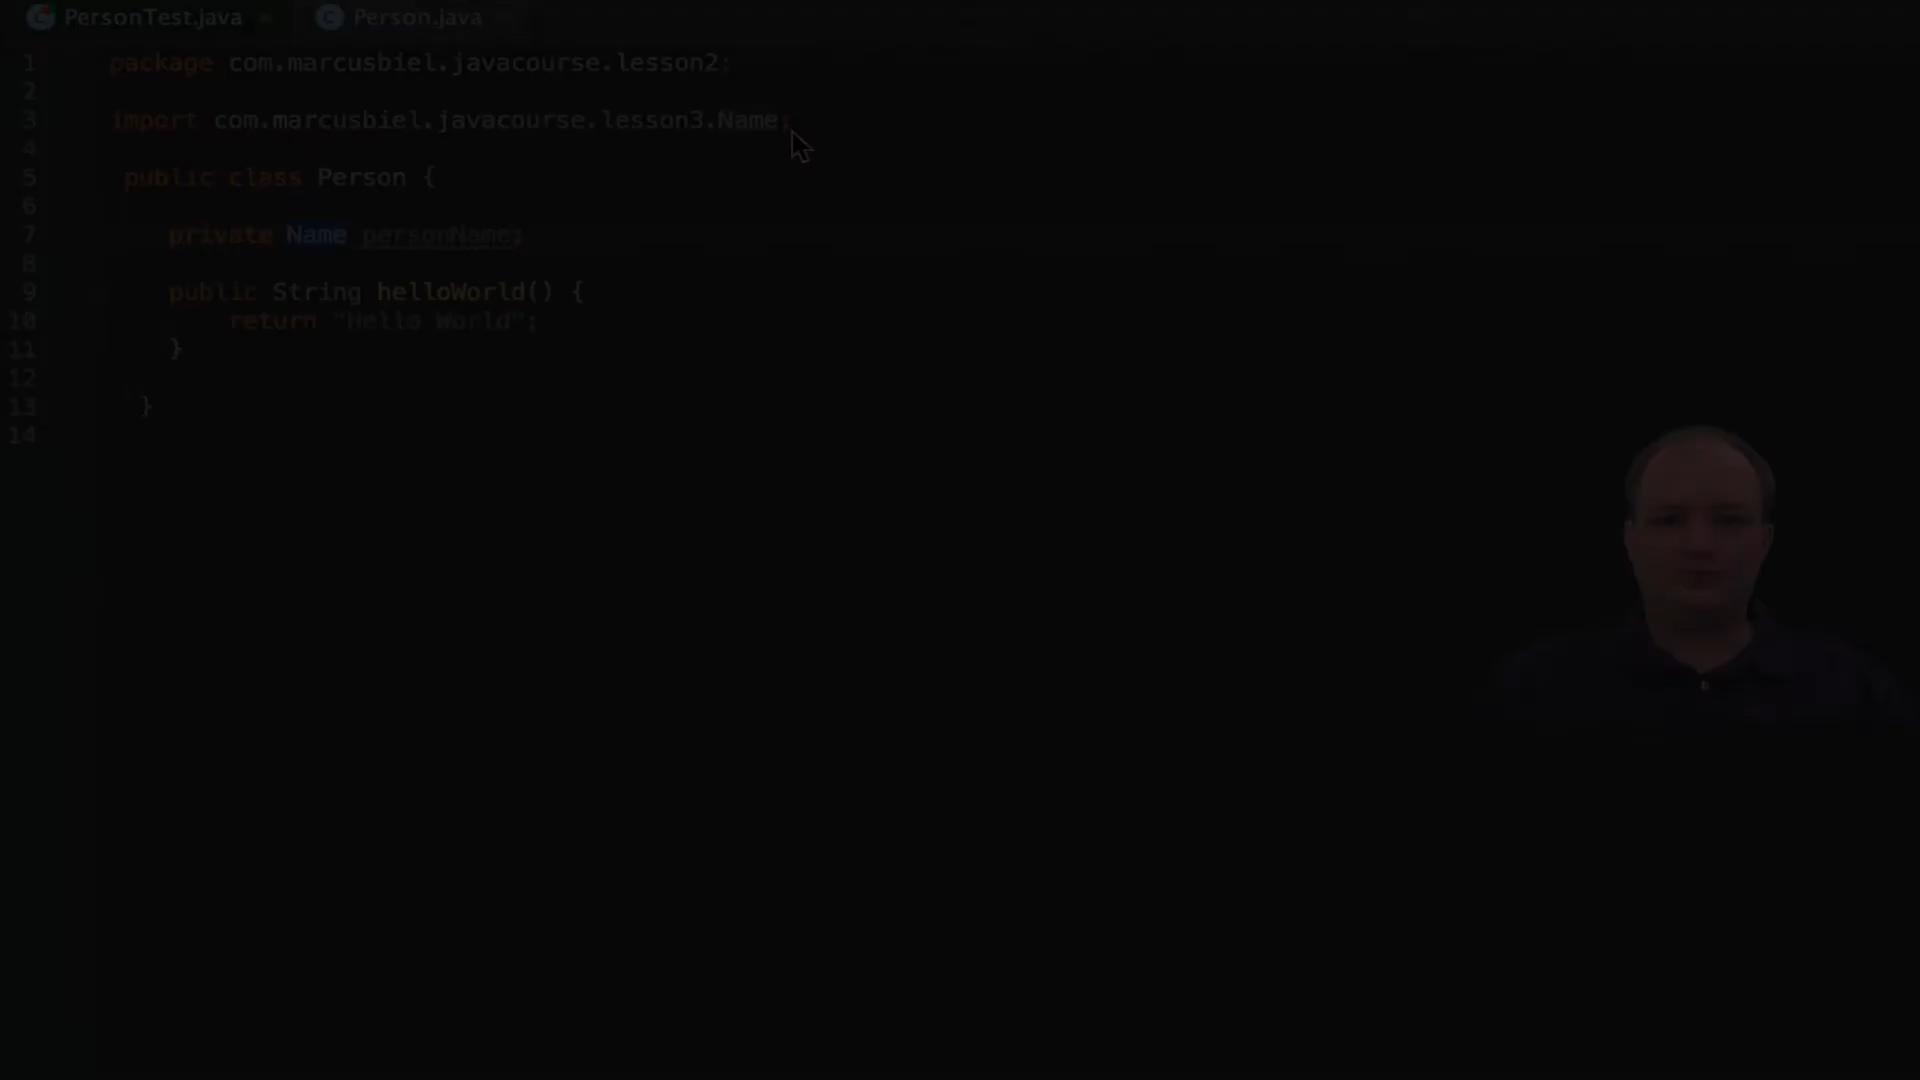 PersonTest.java × Person.java
1 package com.marcusbiel.javacourse.lesson2;
2
3 import com.marcusbiel.javacourse.lesson3.Name;
4
5 public class Person {
6
7 private Name personName;
8
9 public String helloWorld() {
10 return "Hello World";
11 }
12
13 }
14